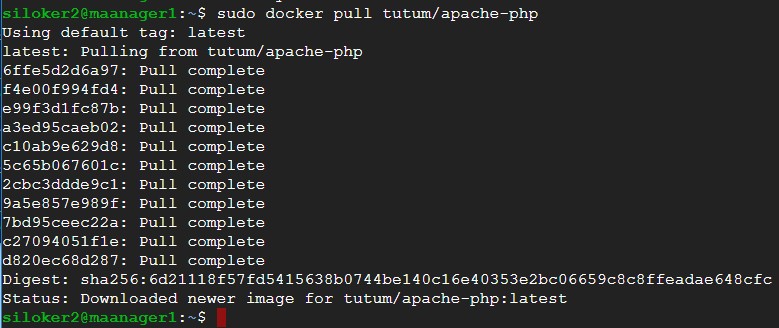 siloker2@maanager1:~$ sudo docker pull tutum/apache-php
Using default tag: latest
latest: Pulling from tutum/apache-php
6ffe5d2d6a97: Pull complete
f4e00f994fd4: Pull complete
e99f3d1fc87b: Pull complete
a3ed95caeb02: Pull complete
c10ab9e629d8: Pull complete
5c65b067601c: Pull complete
2cbc3ddde9c1: Pull complete
9a5e857e989f: Pull complete
7bd95ceec22a: Pull complete
c27094051f1e: Pull complete
d820ec68d287: Pull complete
Digest: sha256:6d21118f57fd5415638b0744be140c16e40353e2bc06659c8c8ffeadae648cfc
Status: Downloaded newer image for tutum/apache-php:latest
siloker2@maanager1:~$